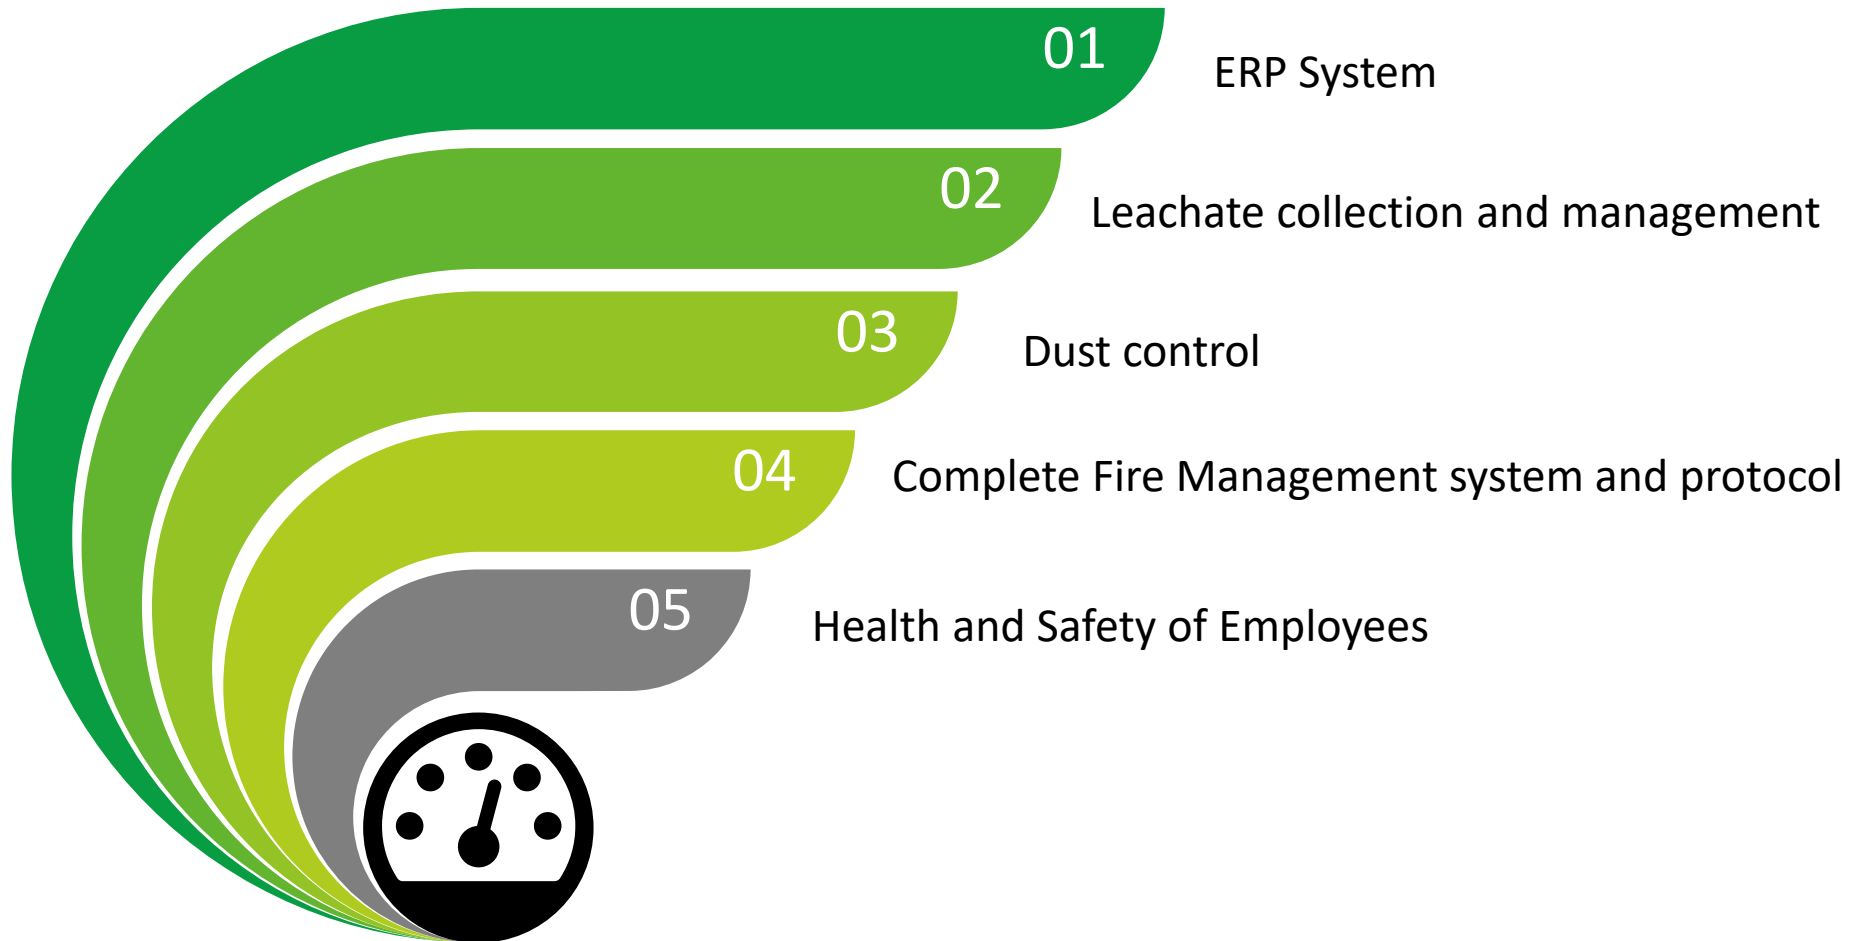 01
ERP System
02
Leachate collection and management
03
Dust control
04
Complete Fire Management system and protocol
05
Health and Safety of Employees